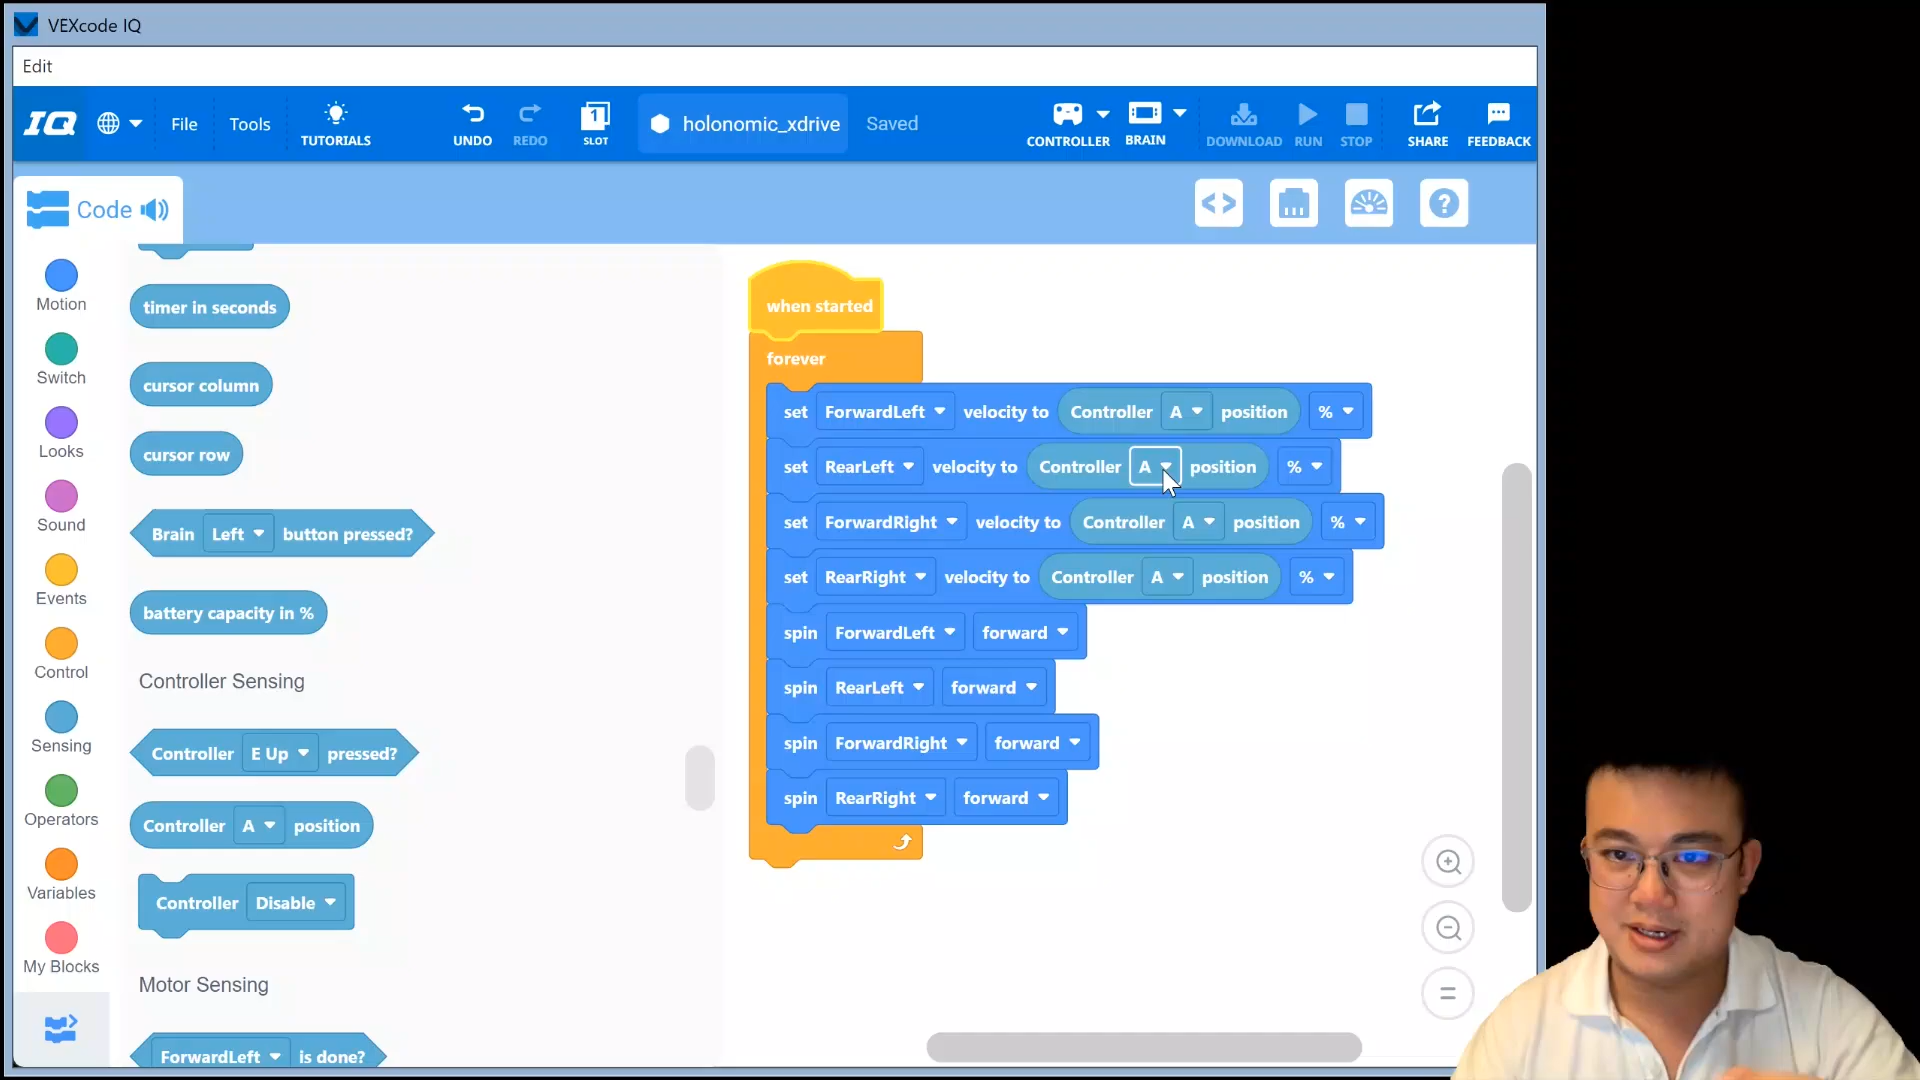 VEXcode IQ
Edit
IQ
File
Tools
TUTORIALS
UNDO
REDO
1
SLOT
holonomic_xdrive
Saved
CONTROLLER
BRAIN
DOWNLOAD
RUN
STOP
SHARE
FEEDBACK
Code
Motion
Switch
Looks
Sound
Events
Control
Sensing
Operators
Variables
My Blocks
timer in seconds
cursor column
cursor row
Brain Left button pressed?
battery capacity in %
Controller Sensing
Controller E Up pressed?
Controller A position
Controller Disable
Motor Sensing
ForwardLeft is done?
when started
forever
set ForwardLeft velocity to Controller A position %
set RearLeft velocity to Controller A position %
set ForwardRight velocity to Controller A position %
set RearRight velocity to Controller A position %
spin ForwardLeft forward
spin RearLeft forward
spin ForwardRight forward
spin RearRight forward